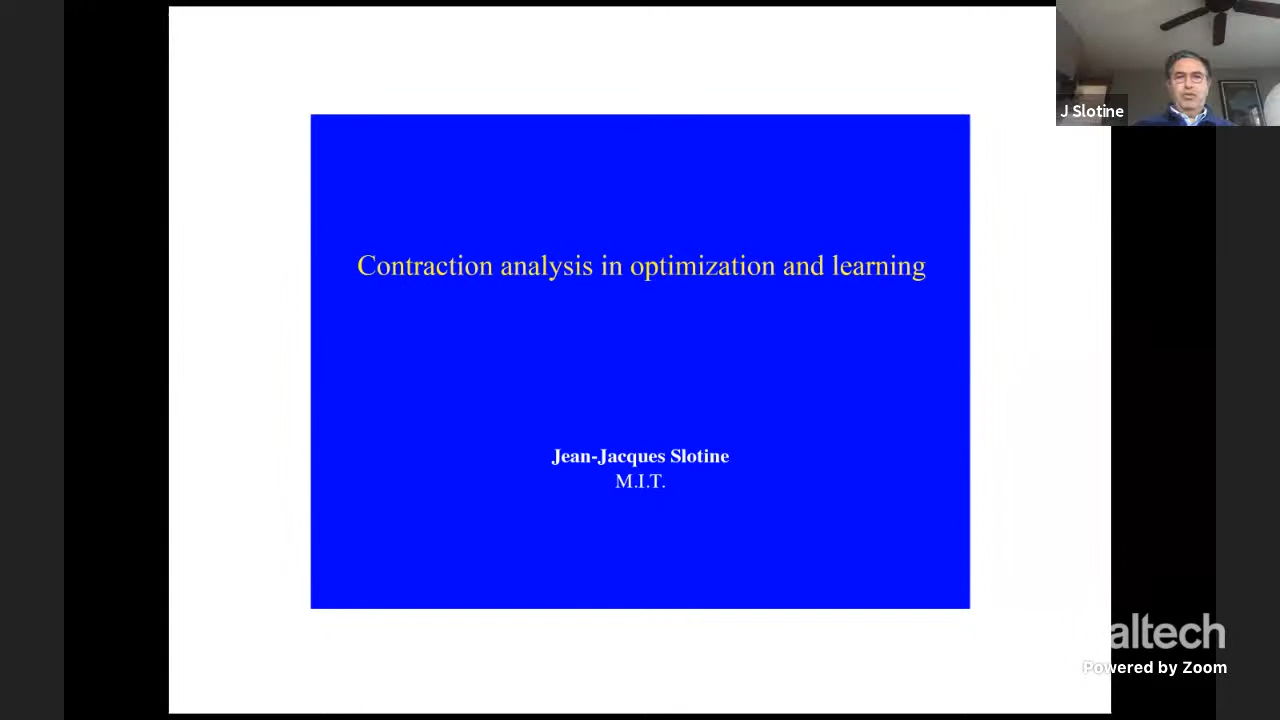 J Slotine
Contraction analysis in optimization and learning
Jean-Jacques Slotine
M.I.T.
altech
Powered by Zoom